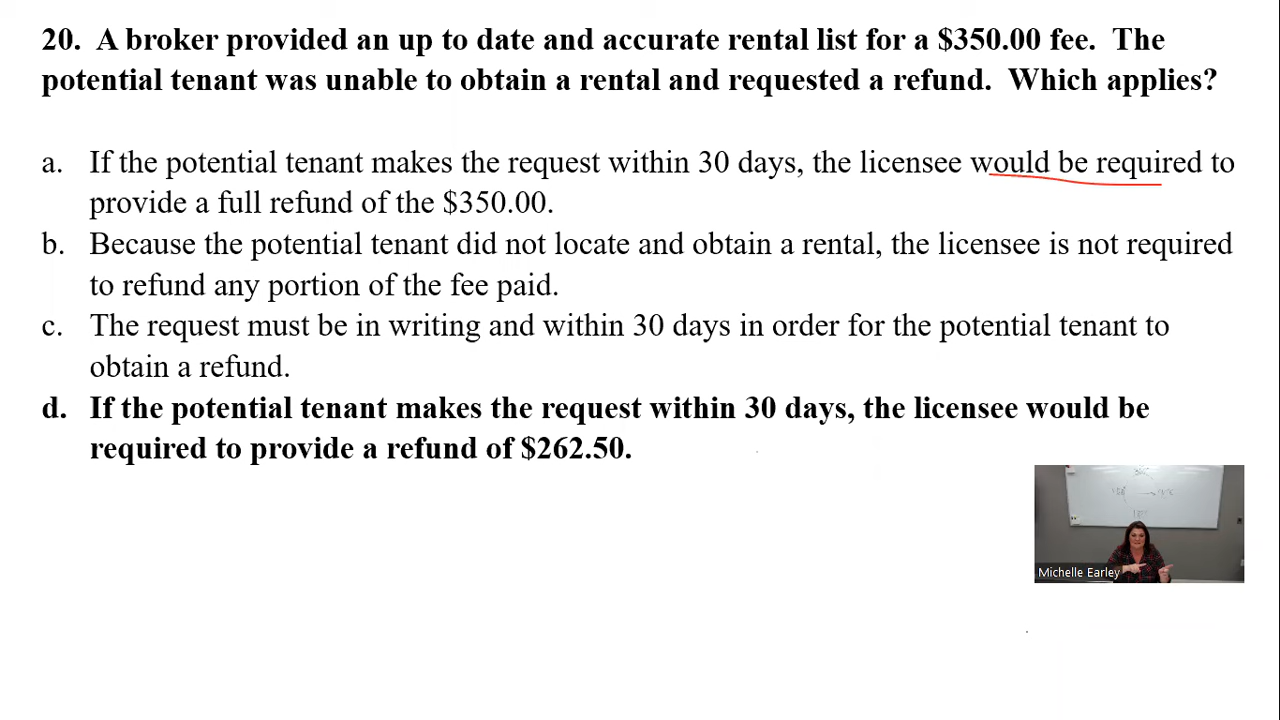 20. A broker provided an up to date and accurate rental list for a $350.00 fee. The
potential tenant was unable to obtain a rental and requested a refund. Which applies?
a. If the potential tenant makes the request within 30 days, the licensee would be required to
provide a full refund of the $350.00.
b. Because the potential tenant did not locate and obtain a rental, the licensee is not required
to refund any portion of the fee paid.
c. The request must be in writing and within 30 days in order for the potential tenant to
obtain a refund.
d. If the potential tenant makes the request within 30 days, the licensee would be
required to provide a refund of $262.50.
Michelle Earley